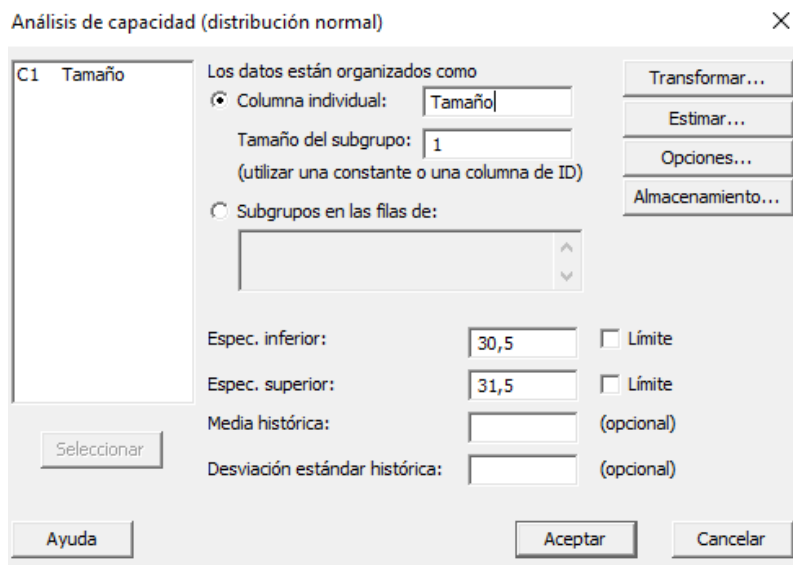 Análisis de capacidad (distribución normal)
C1 Tamaño
Los datos están organizados como
Columna individual: Tamaño
Tamaño del subgrupo: 1
(utilizar una constante o una columna de ID)
Subgrupos en las filas de:
Transformar...
Estimar...
Opciones...
Almacenamiento...
Espec. inferior: 30,5 Límite
Espec. superior: 31,5 Límite
Media histórica: (opcional)
Desviación estándar histórica: (opcional)
Seleccionar
Ayuda
Aceptar
Cancelar